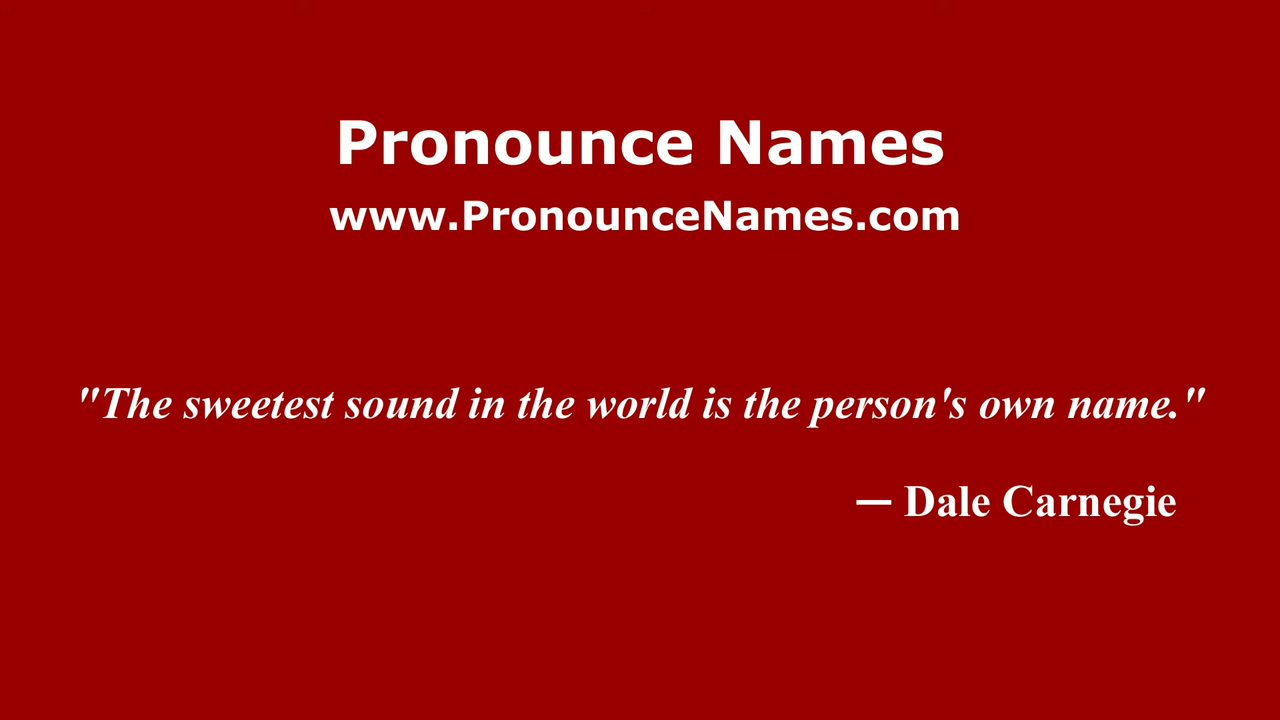 Pronounce Names
www.PronounceNames.com
"The sweetest sound in the world is the person's own name."
— Dale Carnegie